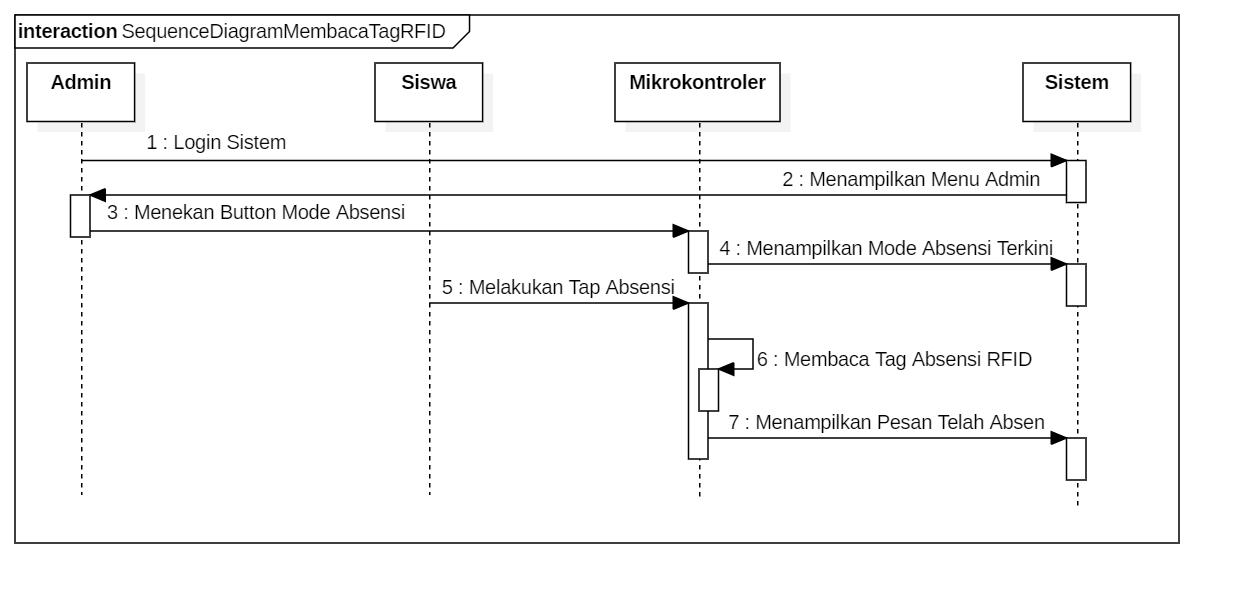 interaction SequenceDiagramMembacaTagRFID
Admin
Siswa
Mikrokontroler
Sistem
1 : Login Sistem
2 : Menampilkan Menu Admin
3 : Menekan Button Mode Absensi
4 : Menampilkan Mode Absensi Terkini
5 : Melakukan Tap Absensi
6 : Membaca Tag Absensi RFID
7 : Menampilkan Pesan Telah Absen